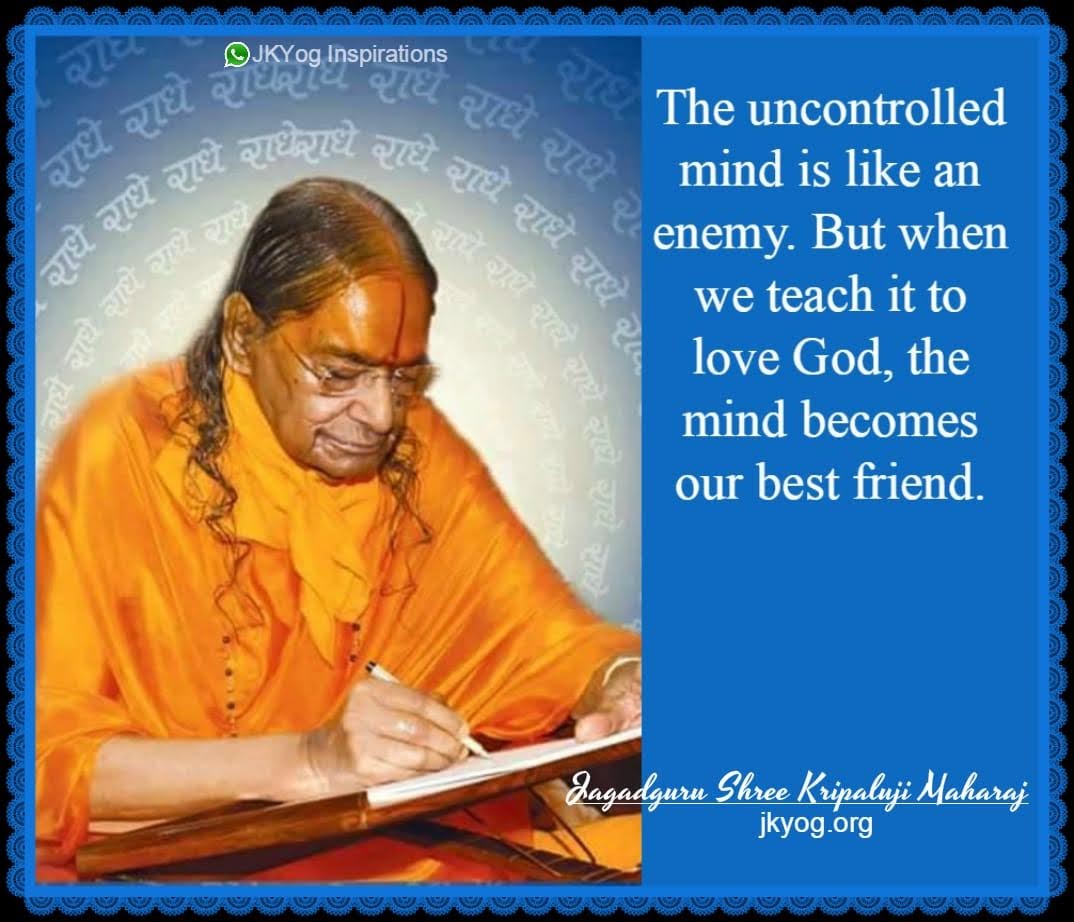 JKYog Inspirations
राधे राधे राधे राधे राधे राधे राधे
राधे राधे राधे राधे राधे राधे राधे राधे राधे
राधे राधे राधे राधे राधे राधे
The uncontrolled
mind is like an
enemy. But when
we teach it to
love God, the
mind becomes
our best friend.
Jagadguru Shree Kripaluji Maharaj
jkyog.org